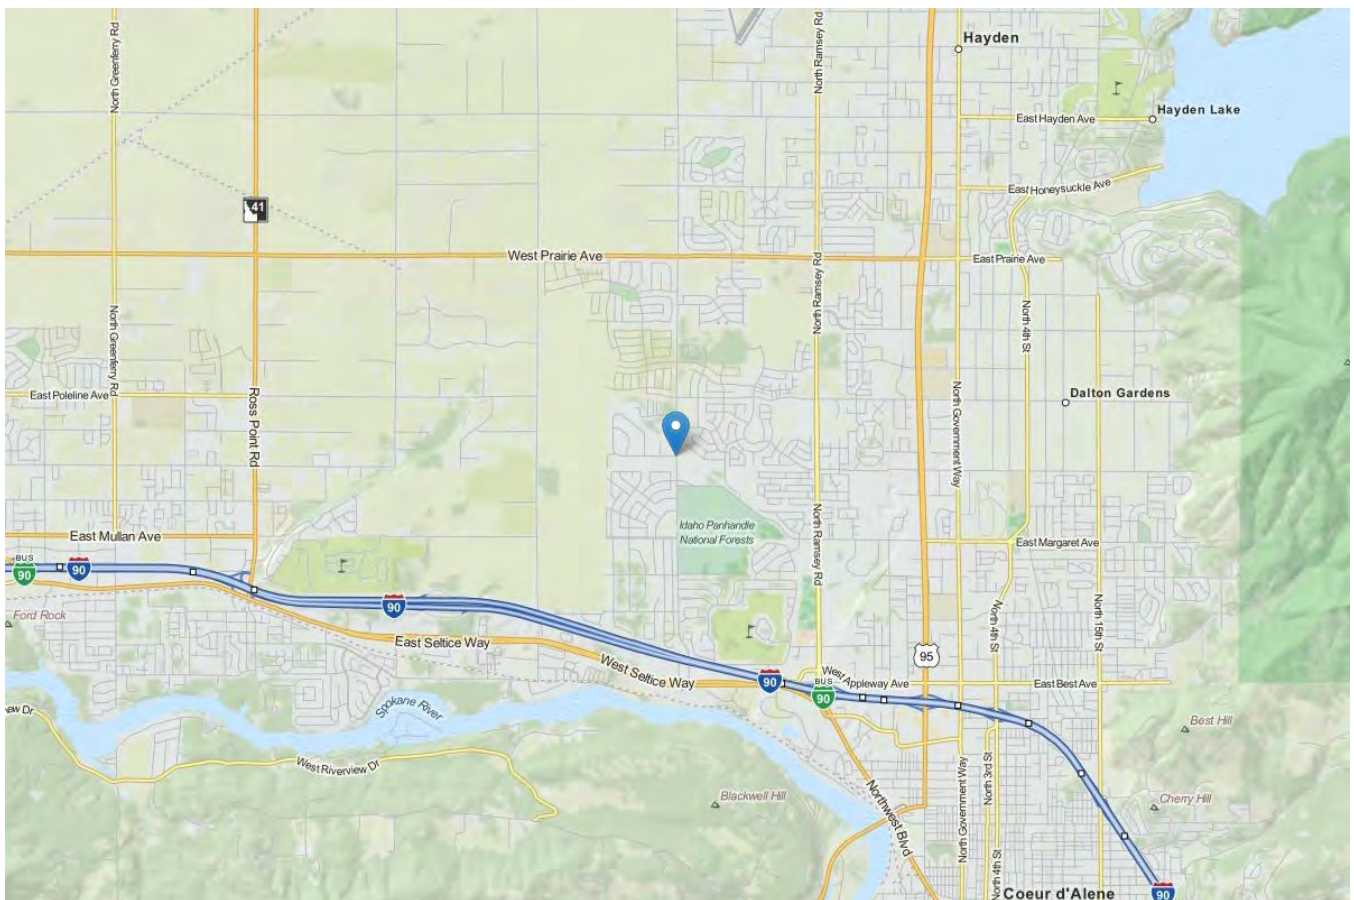 North Greenferry Rd
North Ramsey Rd
Hayden
Hayden Lake
East Hayden Ave
East Honeysuckle Ave
41
West Prairie Ave
East Prairie Ave
North Ramsey Rd
North Greenferry Rd
North 4th St
East Poleline Ave
Ross Point Rd
North Government Way
Dalton Gardens
Idaho Panhandle
National Forests
North Ramsey Rd
East Mullan Ave
East Margaret Ave
BUS
90
90
90
Ford Rock
East Seltice Way
West Seltice Way
North 4th St
North 15th St
95
90
BUS
90
West Appleway Ave
East Best Ave
Spokane River
aw Dr
West Riverview Dr
Best Hill
Blackwell Hill
Northwest Blvd
North Government Way
North 3rd St
Cherry Hill
North 4th St
Coeur d'Alene
90